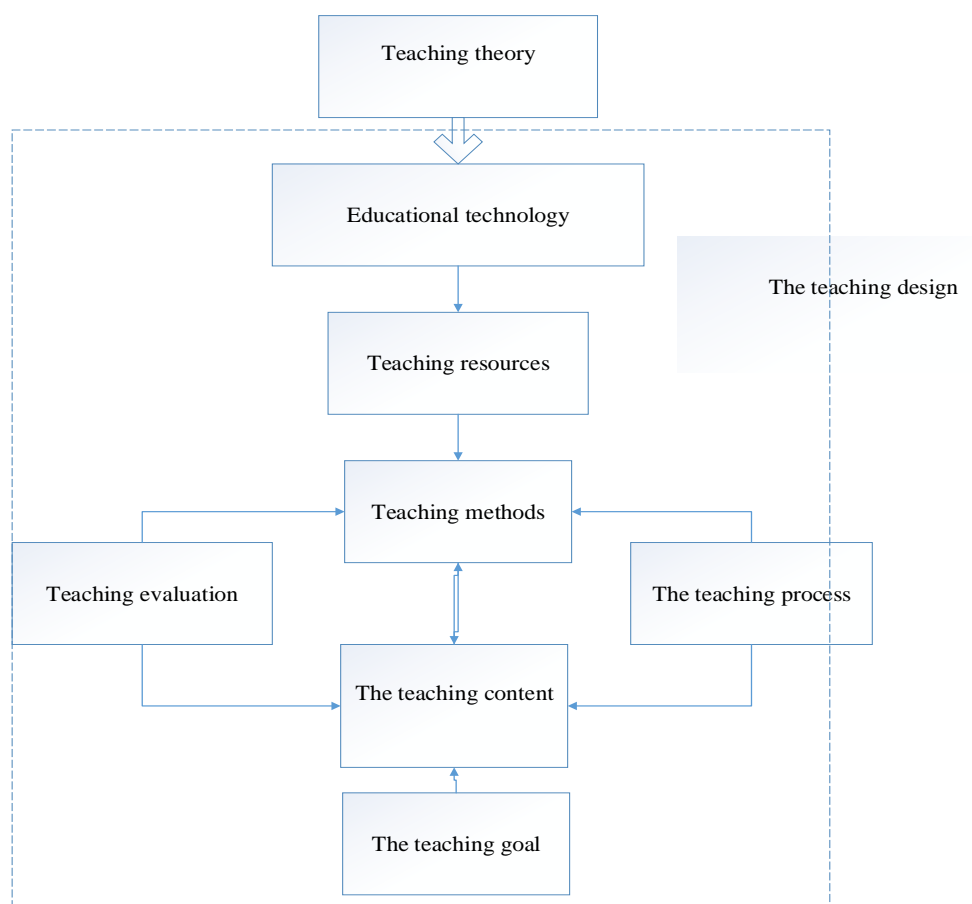 Teaching theory
Educational technology
The teaching design
Teaching resources
Teaching methods
Teaching evaluation
The teaching process
The teaching content
The teaching goal